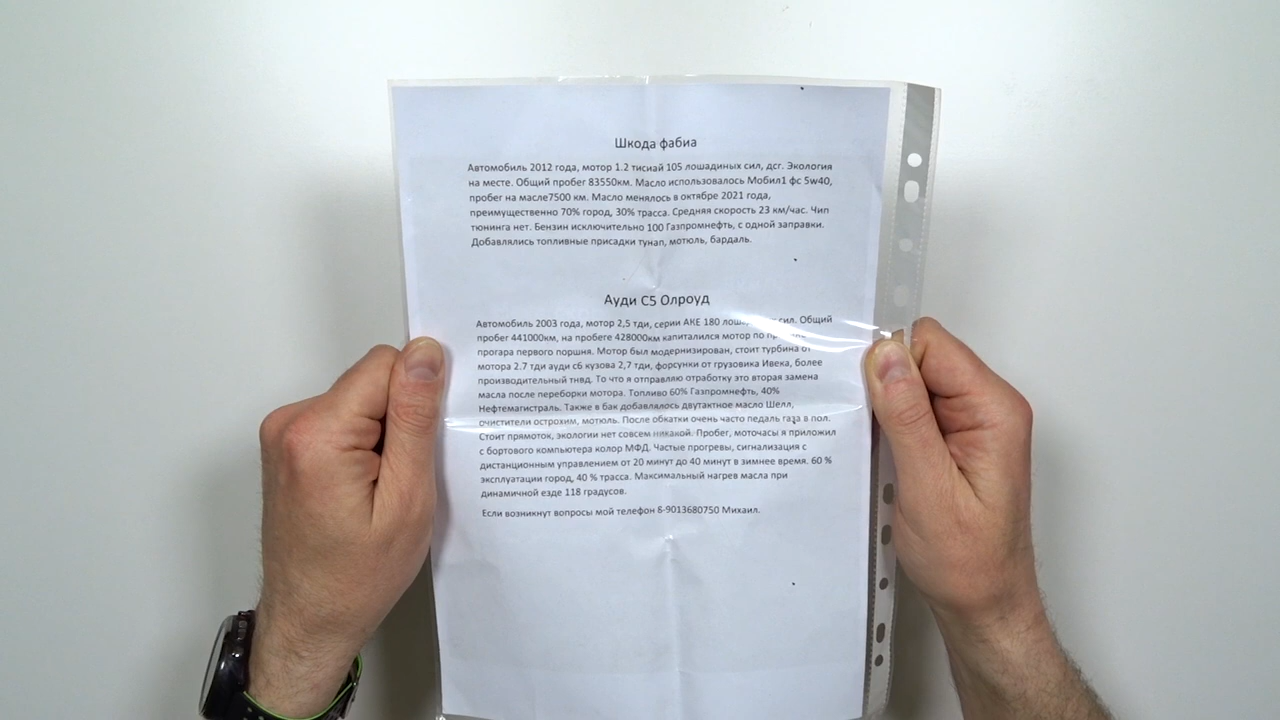 Шкода фабиа
Автомобиль 2012 года, мотор 1.2 тисиай 105 лошадиных сил, дсг. Экология
на месте. Общий пробег 83550км. Масло использовалось Мобил1 фс 5w40,
пробег на масле7500 км. Масло менялось в октябре 2021 года,
преимущественно 70% город, 30% трасса. Средняя скорость 23 км/час. Чип
тюнинга нет. Бензин исключительно 100 Газпромнефть, с одной заправки.
Добавлялись топливные присадки тунап, мотюль, бардаль.
Ауди С5 Олроуд
Автомобиль 2003 года, мотор 2,5 тди, серии АКЕ 180 сил. Общий
пробег 441000км, на пробеге 428000км капиталился мотор по
прогара первого поршня. Мотор был модернизирован, стоит турбина от
мотора 2.7 тди ауди с6 кузова 2,7 тди, форсунки от грузовика Ивека, более
производительный тнвд. То что я отправляю отработку это вторая замена
масла после переборки мотора. Топливо 60% Газпромнефть, 40%
Нефтемагистраль. Также в бак добавлялось двутактное масло Шелл,
очистители острохим, мотюль. После обкатки очень часто педаль газа в пол.
Стоит прямоток, экологии нет совсем никакой. Пробег, моточасы я приложил
с бортового компьютера колор МФД. Частые прогревы, сигнализация с
дистанционным управлением от 20 минут до 40 минут в зимнее время. 60 %
эксплуатации город, 40 % трасса. Максимальный нагрев масла при
динамичной езде 118 градусов.
Если возникнут вопросы мой телефон 8-9013680750 Михаил.